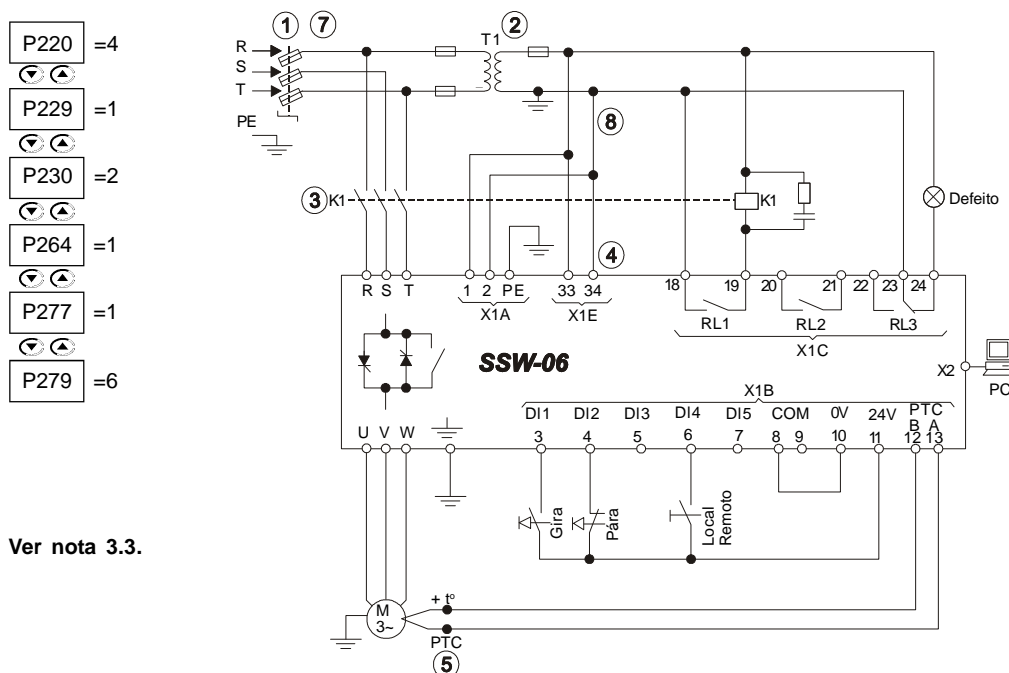 P220 =4
P229 =1
P230 =2
P264 =1
P277 =1
P279 =6
Ver nota 3.3.
1 7 2
T1
R
S
T
PE
8
3 K1
K1
Defeito
4
R S T
1 2 PE 33 34
18 19 20 21 22 23 24
X1A X1E
RL1 RL2 RL3
X1C
SSW-06
X2
PC
X1B
DI1 DI2 DI3 DI4 DI5 COM 0V 24V PTC
B A
U V W
3 4 5 6 7 8 9 10 11 12 13
Gira
Pára
Local
Remoto
M
3~
+ tº
PTC
5